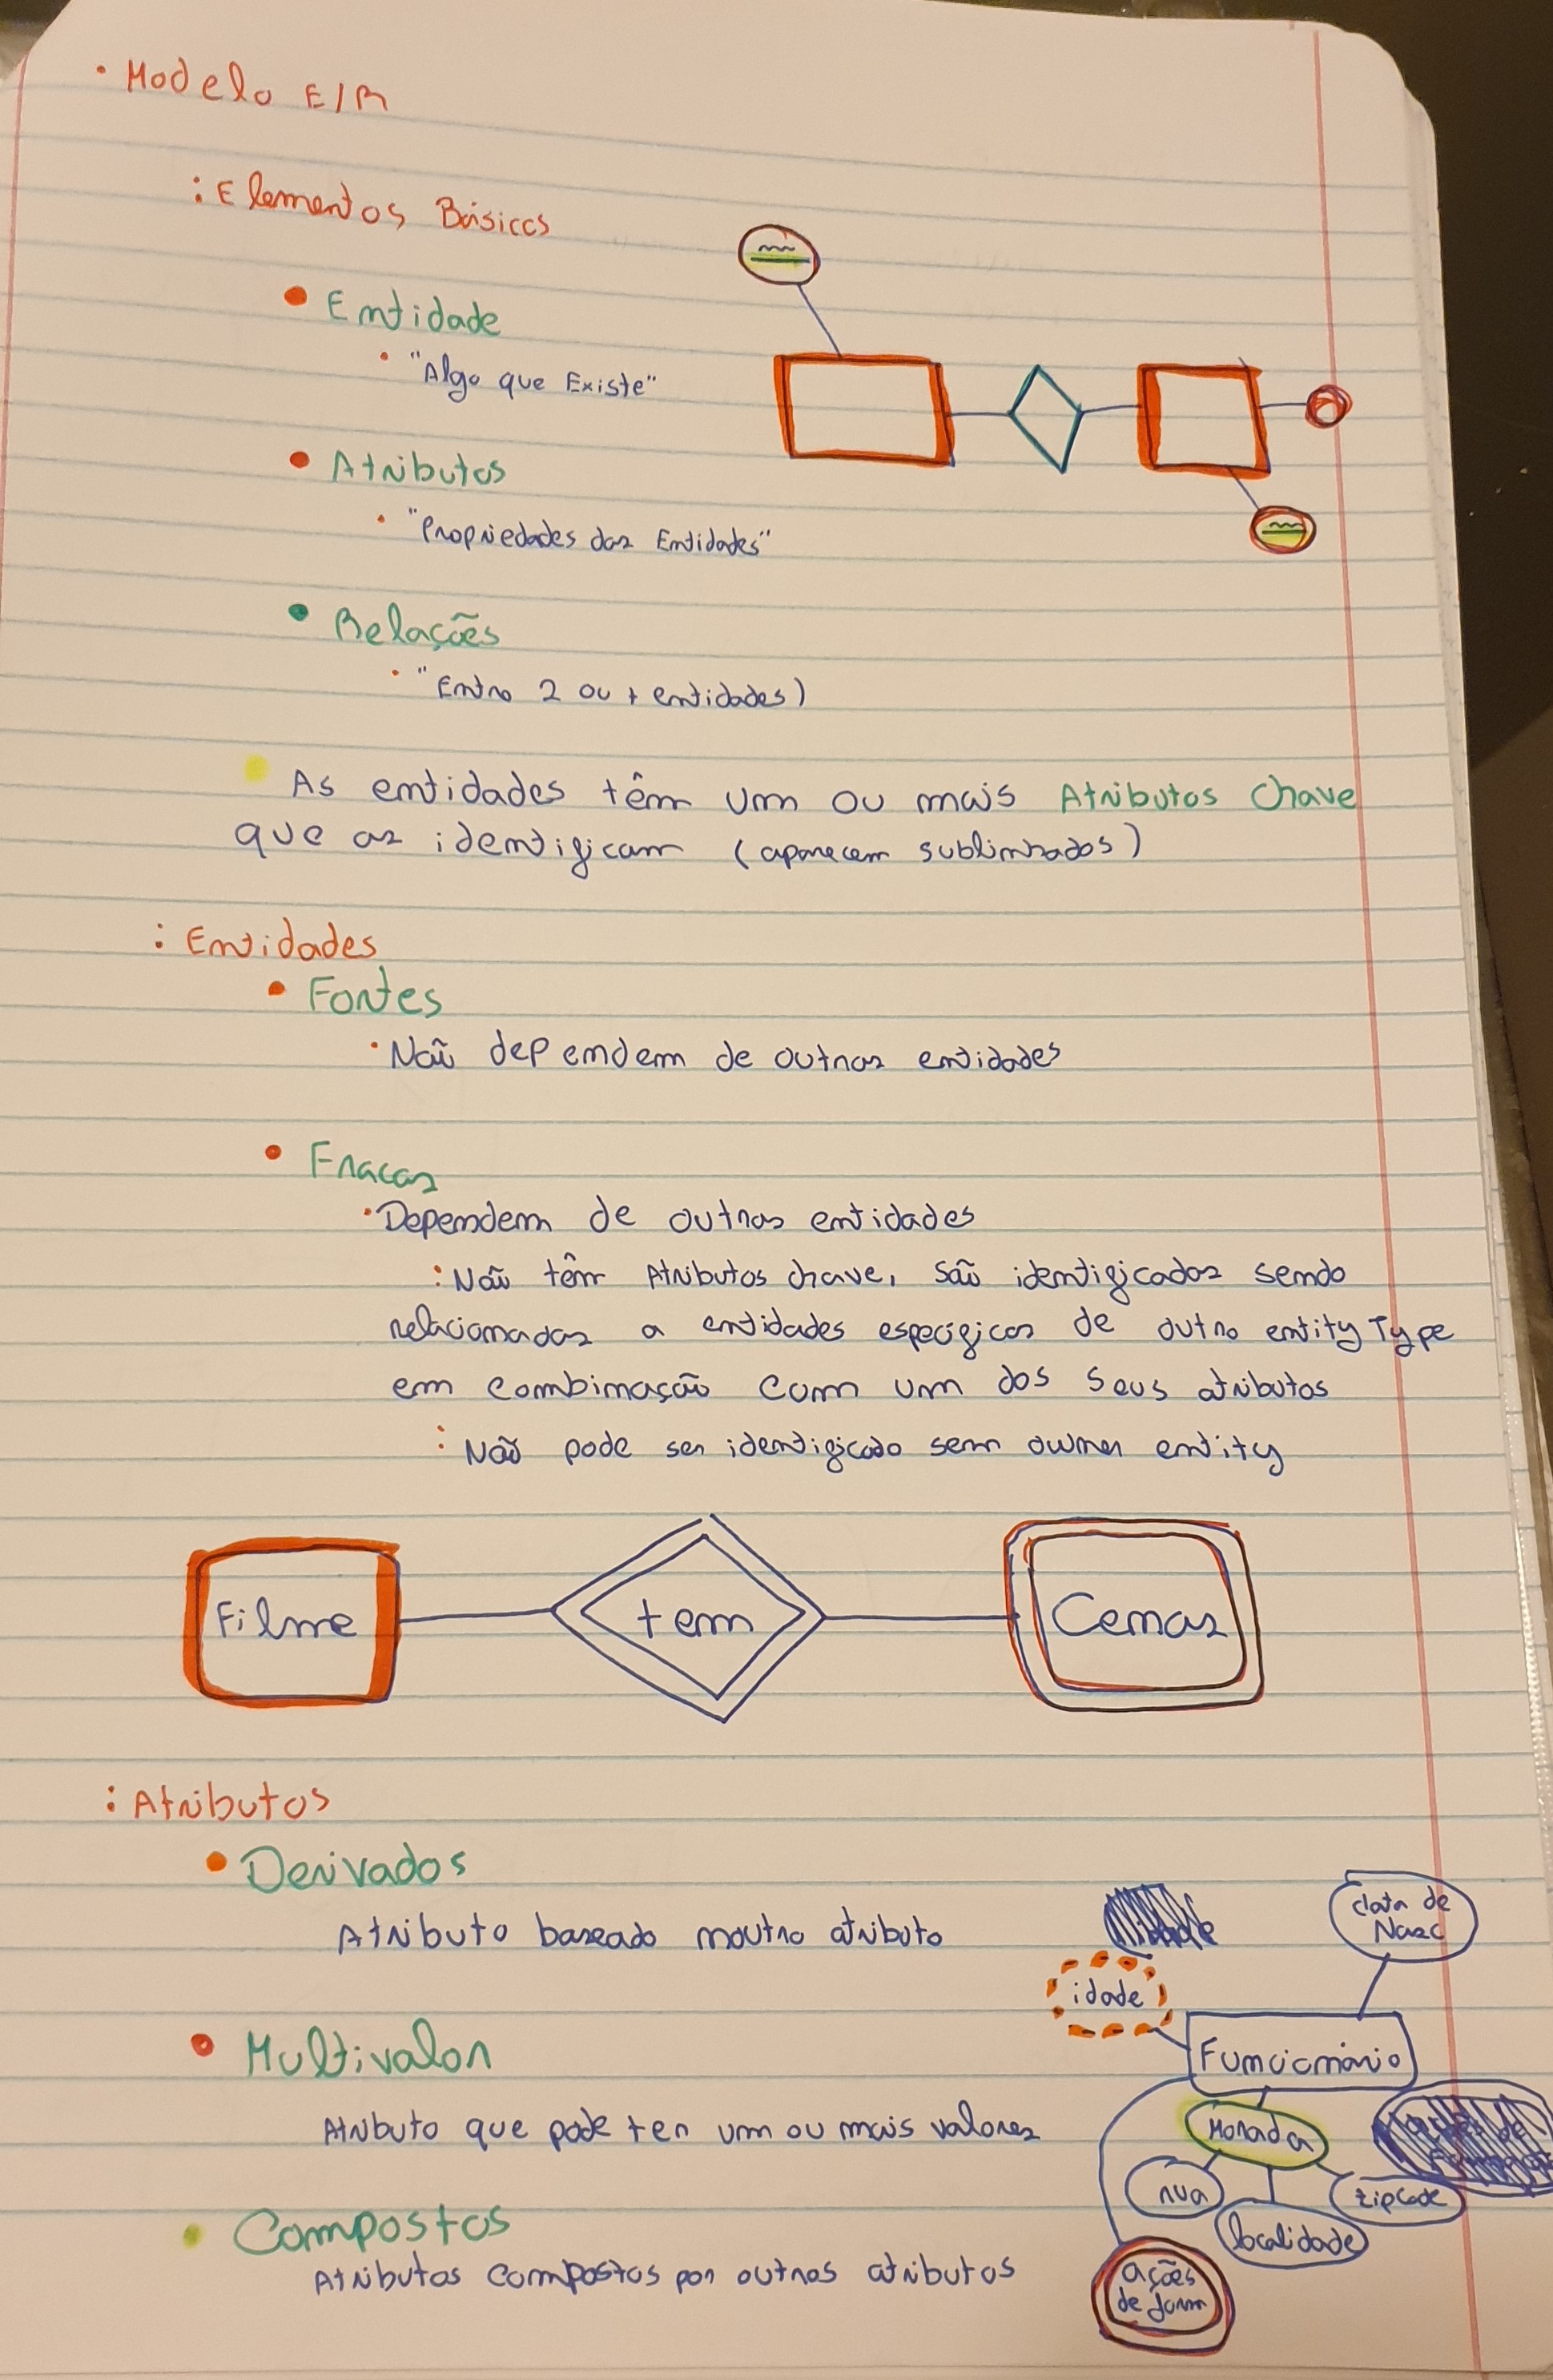 • Modelo E/R
: Elementos Básicos
• Entidade
• "Algo que Existe"
• Atributos
• "Propriedades das Entidades"
• Relações
• "Entre 2 ou + entidades)
As entidades têm um ou mais Atributos chave
que as identificam (aparecem sublinhados)
: Entidades
• Fortes
• Não dependem de outras entidades
• Fracas
• Dependem de outras entidades
: Não têm Atributos chave, são identificados sendo
relacionadas a entidades específicas de outro entity Type
em combinação com um dos seus atributos
: Não pode ser identificado sem owner entity
Filme
tem
Cenas
: Atributos
• Derivados
Atributo baseado noutro atributo
data de
Nasc
idade
Funcionário
• Multivalor
Atributo que pode ter um ou mais valores
Morada
rua
zipcode
localidade
• Compostos
Atributos compostos por outros atributos
ações
de form